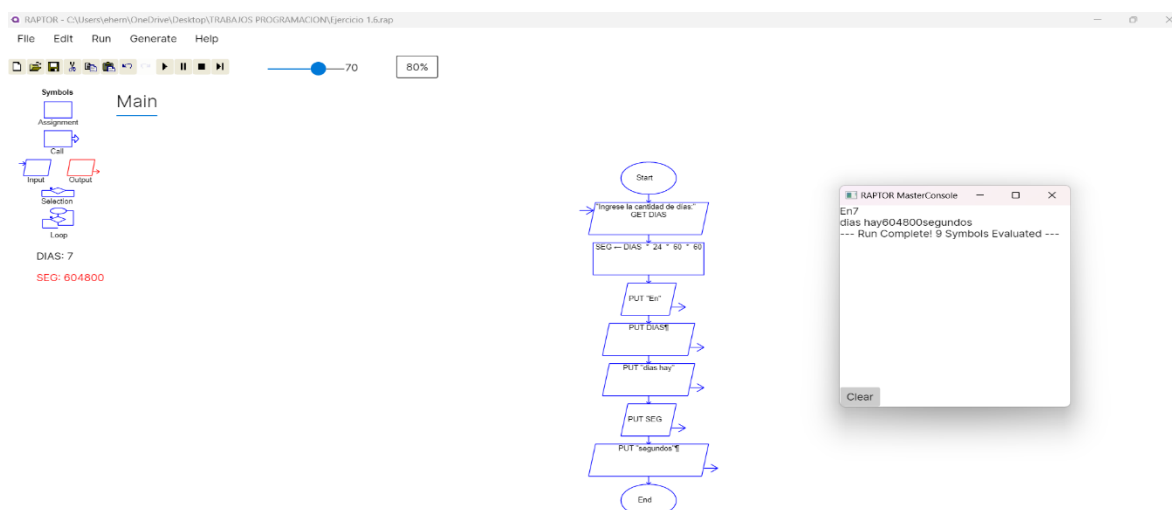 RAPTOR - C:\Users\ehern\OneDrive\Desktop\TRABAJOS PROGRAMACION\Ejercicio 1.6.rap
File Edit Run Generate Help
70
80%
Symbols
Assignment
Call
Input Output
Selection
Loop
DIAS: 7
SEG: 604800
Main
Start
"Ingrese la cantidad de dias:"
GET DIAS
SEG ← DIAS * 24 * 60 * 60
PUT "En"
PUT DIAS¶
PUT "dias hay"
PUT SEG
PUT "segundos"¶
End
RAPTOR MasterConsole
En7
dias hay604800segundos
--- Run Complete! 9 Symbols Evaluated ---
Clear